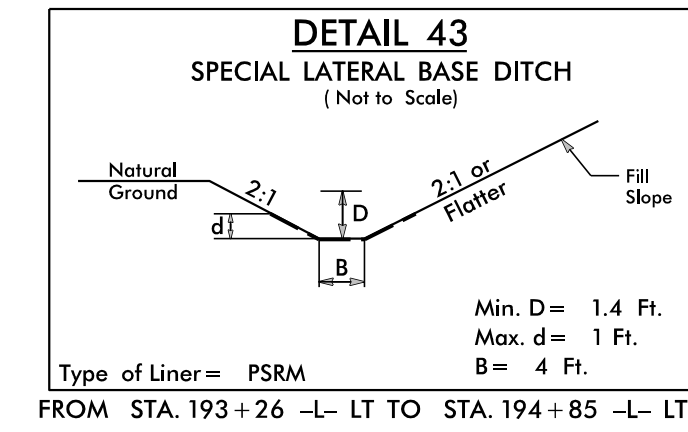 DETAIL 43
SPECIAL LATERAL BASE DITCH
( Not to Scale)
Natural
Ground
2:1
d
D
B
2:1 or
Flatter
Fill
Slope
Min. D= 1.4 Ft.
Max. d= 1 Ft.
B= 4 Ft.
Type of Liner= PSRM
FROM STA. 193+26 –L– LT TO STA. 194+85 –L– LT